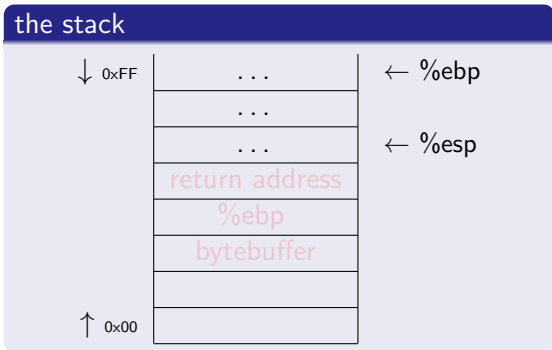 the stack
↓ 0xFF ... ← %ebp
...
... ← %esp
return address
%ebp
bytebuffer
↑ 0x00